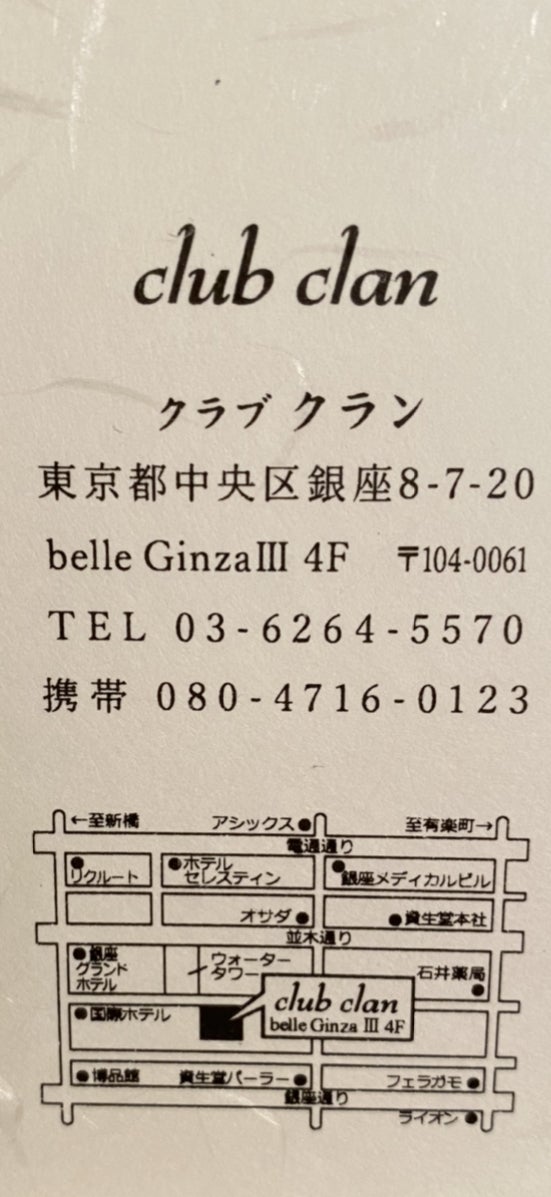 club clan
クラブ クラン
東京都中央区銀座8-7-20
belle GinzaⅢ 4F 〒104-0061
TEL 03-6264-5570
携帯 080-4716-0123
←至新橋 アシックス● 至有楽町→
電通通り
●リクルート
●ホテル
セレスティン
●銀座メディカルビル
オサダ● ●資生堂本社
並木通り
●銀座
グランド
ホテル
ウォーター
タワー
石井薬局●
club clan
belle Ginza Ⅲ 4F
●国際ホテル
●博品館 資生堂パーラー● フェラガモ●
銀座通り
ライオン●